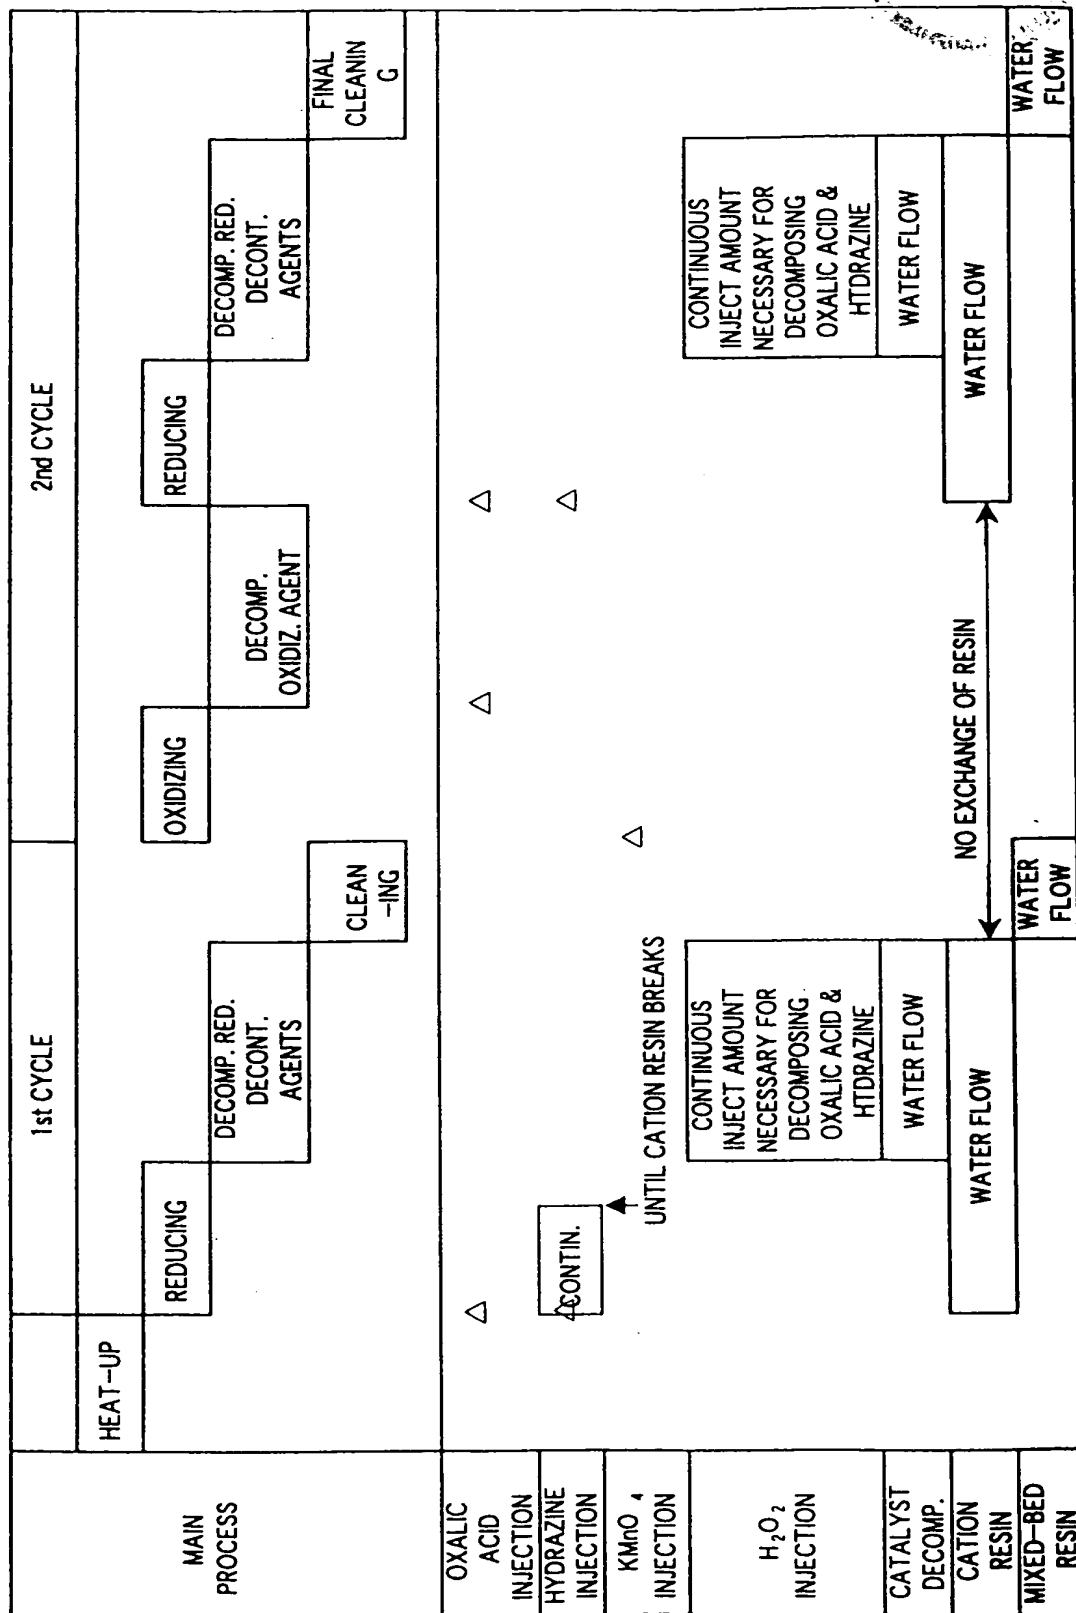 1st CYCLE
2nd CYCLE
MAIN
PROCESS
HEAT-UP
REDUCING
DECOMP. RED.
DECONT.
AGENTS
CLEAN
-ING
OXIDIZING
DECOMP.
OXIDIZ. AGENT
REDUCING
DECOMP. RED.
DECONT.
AGENTS
FINAL
CLEANIN
G
OXALIC
ACID
INJECTION
△
△
△
HYDRAZINE
INJECTION
△
CONTIN.
UNTIL CATION RESIN BREAKS
△
KMnO₄
INJECTION
△
H₂O₂
INJECTION
CONTINUOUS
INJECT AMOUNT
NECESSARY FOR
DECOMPOSING
OXALIC ACID &
HTDRAZINE
CONTINUOUS
INJECT AMOUNT
NECESSARY FOR
DECOMPOSING
OXALIC ACID &
HTDRAZINE
CATALYST
DECOMP.
WATER FLOW
WATER FLOW
CATION
RESIN
WATER FLOW
NO EXCHANGE OF RESIN
WATER FLOW
MIXED-BED
RESIN
WATER
FLOW
WATER
FLOW